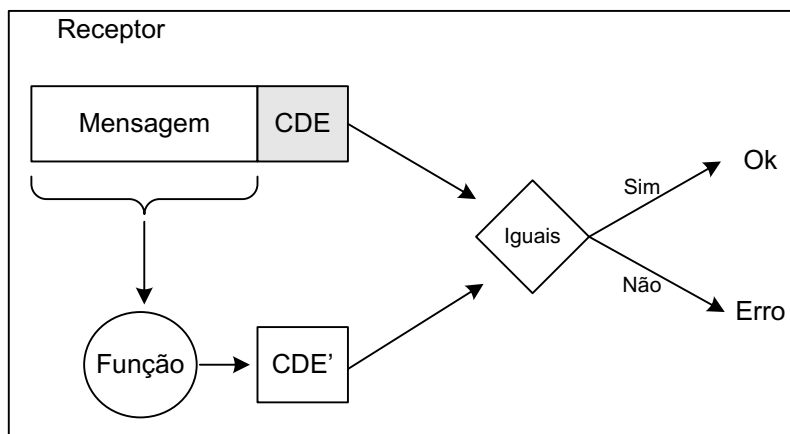 Receptor
Mensagem
CDE
Ok
Sim
Iguais
Não
Erro
Função
CDE’